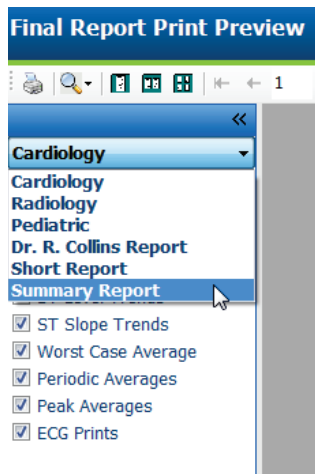 Final Report Print Preview
1
«
Cardiology
Cardiology
Radiology
Pediatric
Dr. R. Collins Report
Short Report
Summary Report
ST Slope Trends
Worst Case Average
Periodic Averages
Peak Averages
ECG Prints